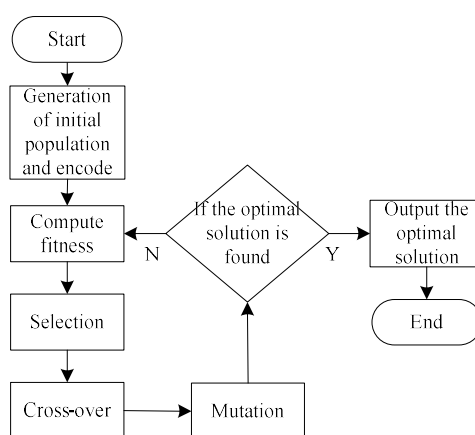 Start
Generation
of initial
population
and encode
Compute
fitness
Selection
Cross-over
Mutation
If the optimal
solution is
found
N
Y
Output the
optimal
solution
End